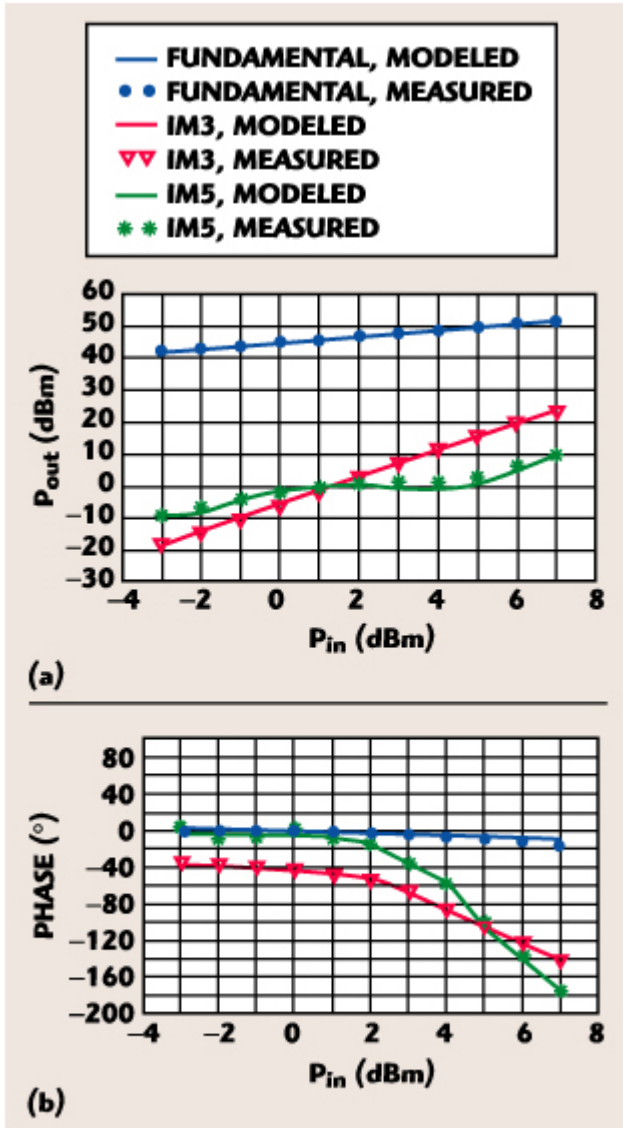 FUNDAMENTAL, MODELED
FUNDAMENTAL, MEASURED
IM3, MODELED
IM3, MEASURED
IM5, MODELED
IM5, MEASURED
60
50
40
30
20
10
0
−10
−20
−30
Pout (dBm)
−4 −2 0 2 4 6 8
Pin (dBm)
(a)
80
40
0
−40
−80
−120
−160
−200
PHASE (°)
−4 −2 0 2 4 6 8
Pin (dBm)
(b)